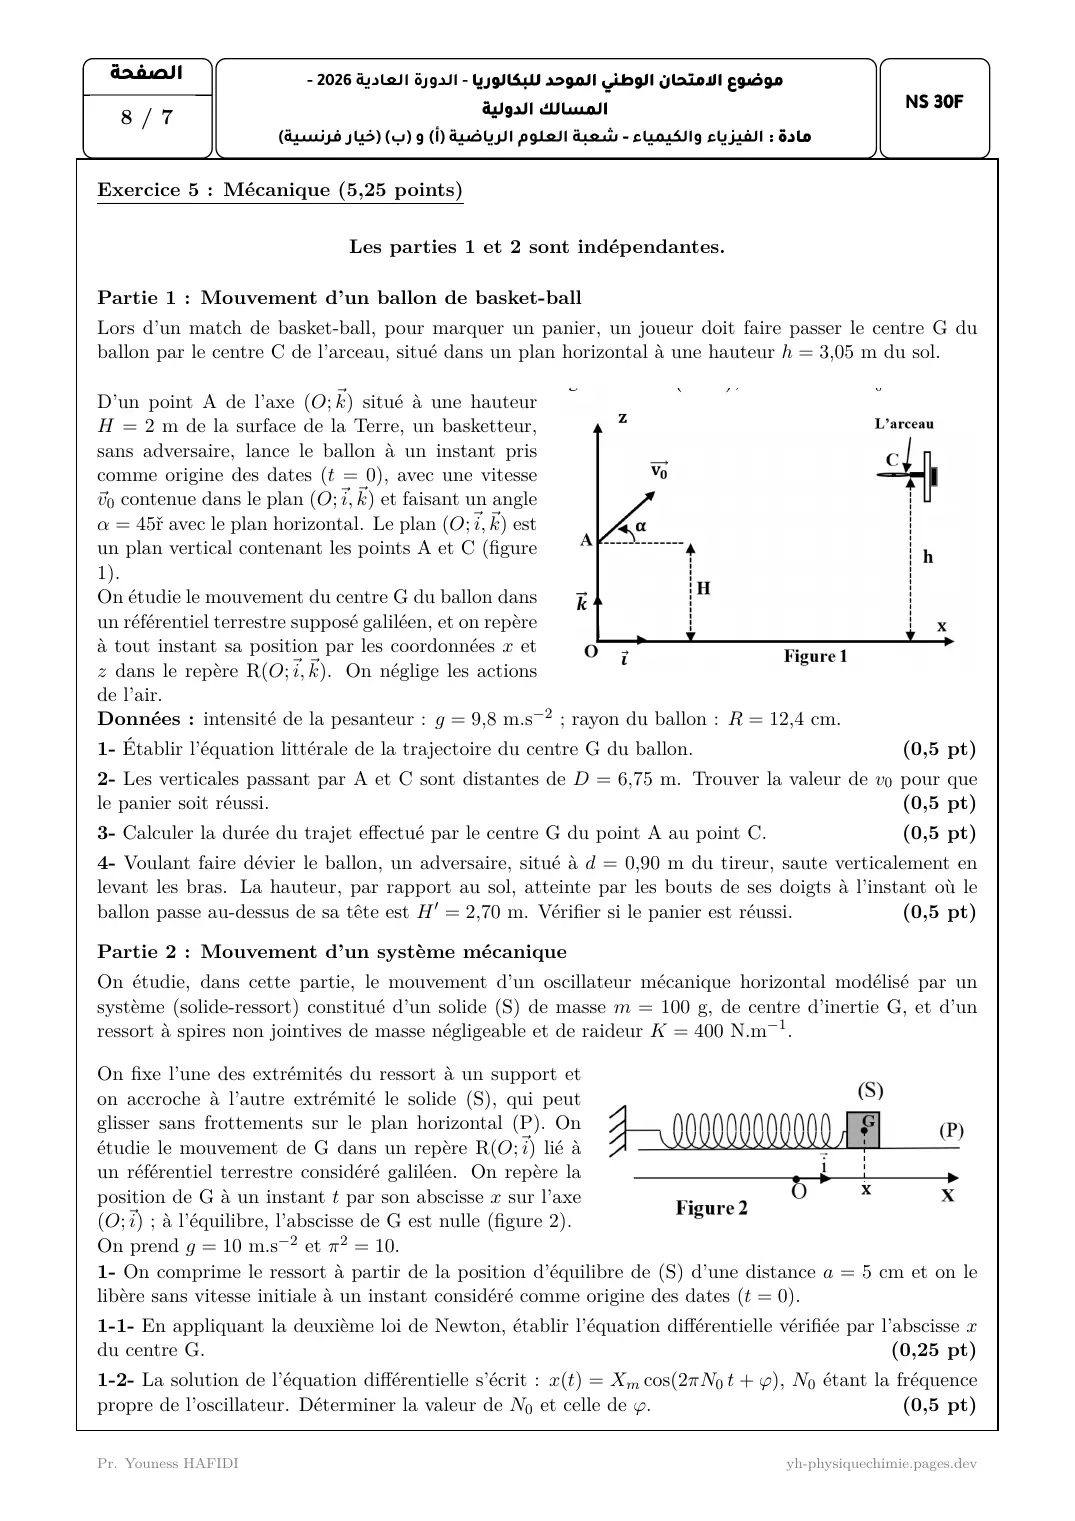 الصفحة
8 / 7
موضوع الامتحان الوطني الموحد للبكالوريا - الدورة العادية 2026 -
المسالك الدولية
مادة : الفيزياء والكيمياء - شعبة العلوم الرياضية (أ) و (ب) (خيار فرنسية)
NS 30F
Exercice 5 : Mécanique (5,25 points)
Les parties 1 et 2 sont indépendantes.
Partie 1 : Mouvement d'un ballon de basket-ball
Lors d'un match de basket-ball, pour marquer un panier, un joueur doit faire passer le centre G du
ballon par le centre C de l'arceau, situé dans un plan horizontal à une hauteur h = 3,05 m du sol.
D'un point A de l'axe (O; k⃗) situé à une hauteur
H = 2 m de la surface de la Terre, un basketteur,
sans adversaire, lance le ballon à un instant pris
comme origine des dates (t = 0), avec une vitesse
v⃗₀ contenue dans le plan (O; i⃗, k⃗) et faisant un angle
α = 45ř avec le plan horizontal. Le plan (O; i⃗, k⃗) est
un plan vertical contenant les points A et C (figure
1).
On étudie le mouvement du centre G du ballon dans
un référentiel terrestre supposé galiléen, et on repère
à tout instant sa position par les coordonnées x et
z dans le repère R(O; i⃗, k⃗). On néglige les actions
de l'air.
z
L'arceau
v₀⃗
C
α
A
h
H
k⃗
x
O
i⃗
Figure 1
Données : intensité de la pesanteur : g = 9,8 m.s⁻² ; rayon du ballon : R = 12,4 cm.
1- Établir l'équation littérale de la trajectoire du centre G du ballon. (0,5 pt)
2- Les verticales passant par A et C sont distantes de D = 6,75 m. Trouver la valeur de v₀ pour que
le panier soit réussi. (0,5 pt)
3- Calculer la durée du trajet effectué par le centre G du point A au point C. (0,5 pt)
4- Voulant faire dévier le ballon, un adversaire, situé à d = 0,90 m du tireur, saute verticalement en
levant les bras. La hauteur, par rapport au sol, atteinte par les bouts de ses doigts à l'instant où le
ballon passe au-dessus de sa tête est H′ = 2,70 m. Vérifier si le panier est réussi. (0,5 pt)
Partie 2 : Mouvement d'un système mécanique
On étudie, dans cette partie, le mouvement d'un oscillateur mécanique horizontal modélisé par un
système (solide-ressort) constitué d'un solide (S) de masse m = 100 g, de centre d'inertie G, et d'un
ressort à spires non jointives de masse négligeable et de raideur K = 400 N.m⁻¹.
On fixe l'une des extrémités du ressort à un support et
on accroche à l'autre extrémité le solide (S), qui peut
glisser sans frottements sur le plan horizontal (P). On
étudie le mouvement de G dans un repère R(O; i⃗) lié à
un référentiel terrestre considéré galiléen. On repère la
position de G à un instant t par son abscisse x sur l'axe
(O; i⃗) ; à l'équilibre, l'abscisse de G est nulle (figure 2).
On prend g = 10 m.s⁻² et π² = 10.
(S)
G
(P)
i⃗
O
x
X
Figure 2
1- On comprime le ressort à partir de la position d'équilibre de (S) d'une distance a = 5 cm et on le
libère sans vitesse initiale à un instant considéré comme origine des dates (t = 0).
1-1- En appliquant la deuxième loi de Newton, établir l'équation différentielle vérifiée par l'abscisse x
du centre G. (0,25 pt)
1-2- La solution de l'équation différentielle s'écrit : x(t) = Xₘ cos(2πN₀ t + φ), N₀ étant la fréquence
propre de l'oscillateur. Déterminer la valeur de N₀ et celle de φ. (0,5 pt)
Pr. Youness HAFIDI
yh-physiquechimie.pages.dev